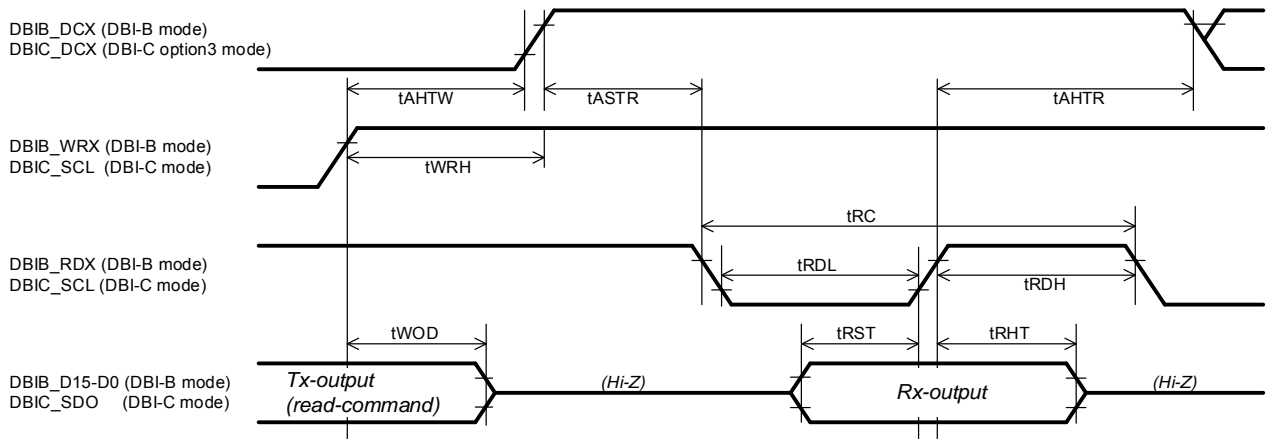 DBIB_DCX (DBI-B mode)
DBIC_DCX (DBI-C option3 mode)
tAHTW
tASTR
tAHTR
DBIB_WRX (DBI-B mode)
DBIC_SCL (DBI-C mode)
tWRH
tRC
DBIB_RDX (DBI-B mode)
DBIC_SCL (DBI-C mode)
tRDL
tRDH
tWOD
tRST
tRHT
DBIB_D15-D0 (DBI-B mode)
DBIC_SDO (DBI-C mode)
Tx-output
(read-command)
(Hi-Z)
Rx-output
(Hi-Z)